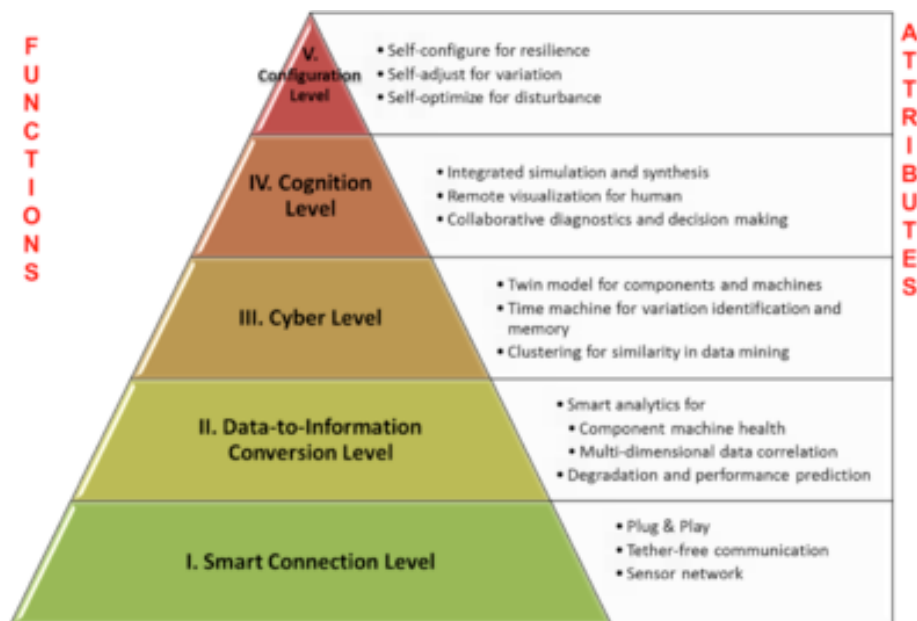 FUNCTIONS
ATTRIBUTES
V.
Configuration
Level
• Self-configure for resilience
• Self-adjust for variation
• Self-optimize for disturbance
IV. Cognition
Level
• Integrated simulation and synthesis
• Remote visualization for human
• Collaborative diagnostics and decision making
III. Cyber Level
• Twin model for components and machines
• Time machine for variation identification and
memory
• Clustering for similarity in data mining
II. Data-to-Information
Conversion Level
• Smart analytics for
• Component machine health
• Multi-dimensional data correlation
• Degradation and performance prediction
I. Smart Connection Level
• Plug & Play
• Tether-free communication
• Sensor network